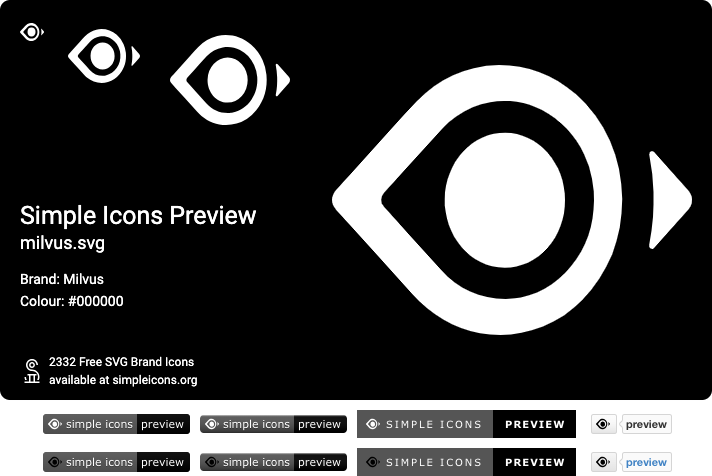 Simple Icons Preview
milvus.svg
Brand: Milvus
Colour: #000000
2332 Free SVG Brand Icons
available at simpleicons.org
simple icons preview
simple icons preview
SIMPLE ICONS PREVIEW
preview
simple icons preview
simple icons preview
SIMPLE ICONS PREVIEW
preview